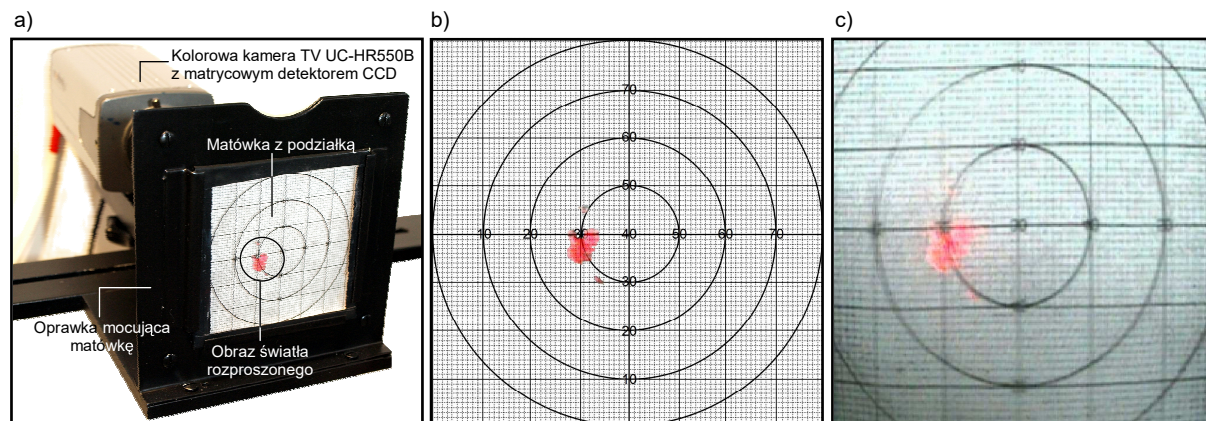 a)
Kolorowa kamera TV UC-HR550B
z matrycowym detektorem CCD
Matówka z podziałką
Oprawka mocująca
matówkę
Obraz światła
rozproszonego
b)
70
60
50
10 20 40 50 60 70
30
20
10
c)